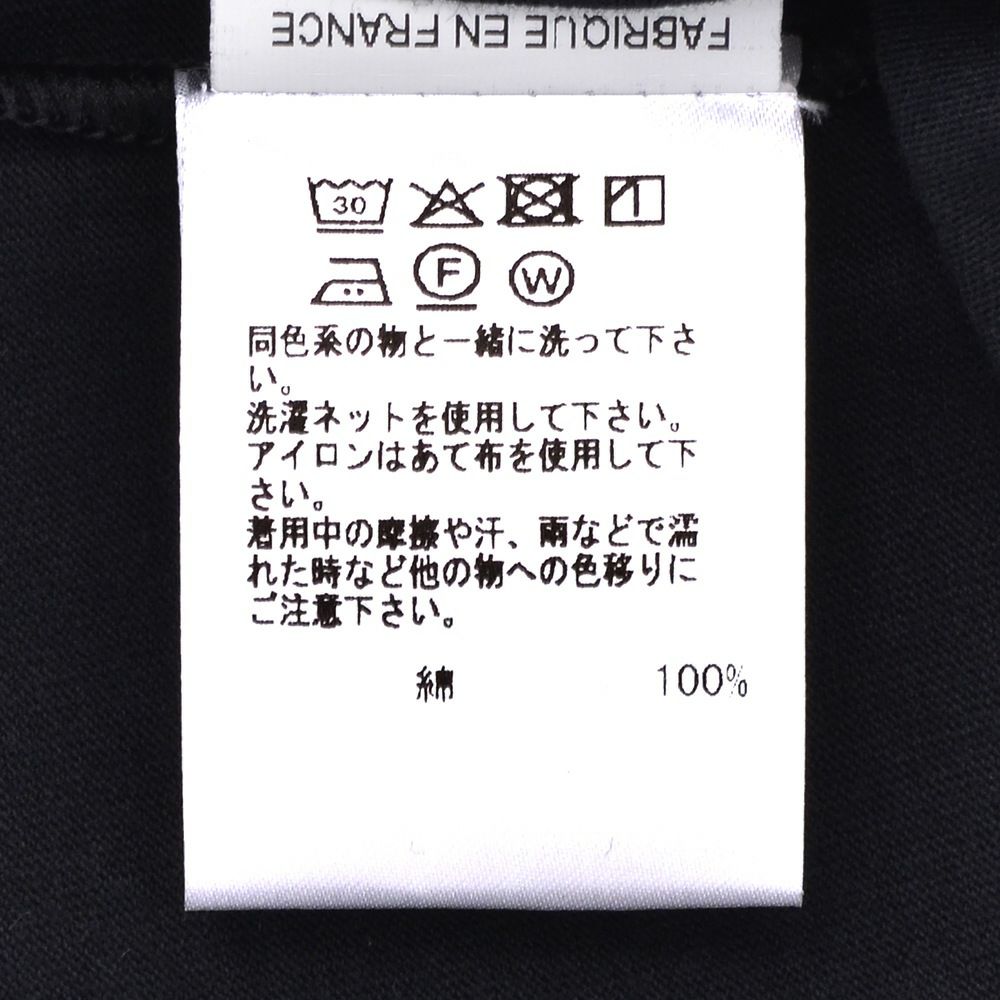 FABRIQUE EN FRANCE
30
F
W
同色系の物と一緒に洗って下さ
い。
洗濯ネットを使用して下さい。
アイロンはあて布を使用して下
さい。
着用中の摩擦や汗、雨などで濡
れた時など他の物への色移りに
ご注意下さい。
綿 100%